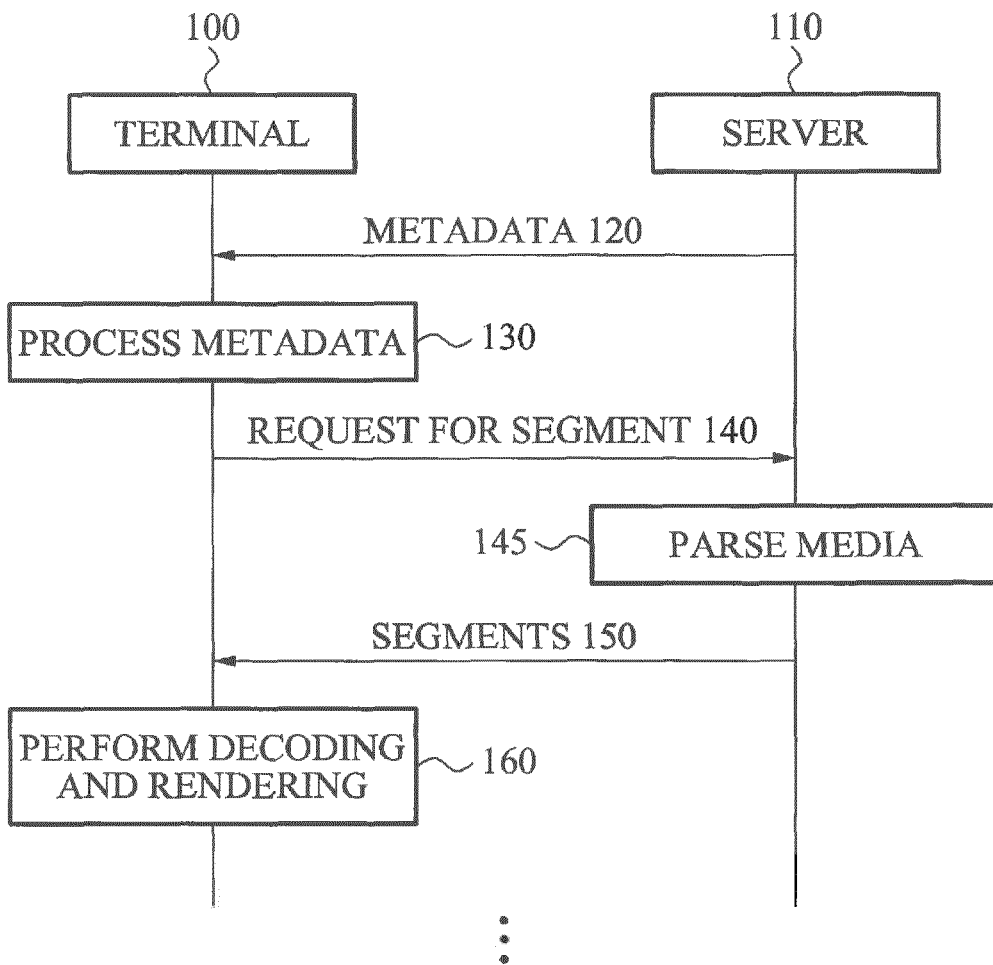 100
110
TERMINAL
SERVER
METADATA 120
PROCESS METADATA
130
REQUEST FOR SEGMENT 140
145
PARSE MEDIA
SEGMENTS 150
PERFORM DECODING
AND RENDERING
160